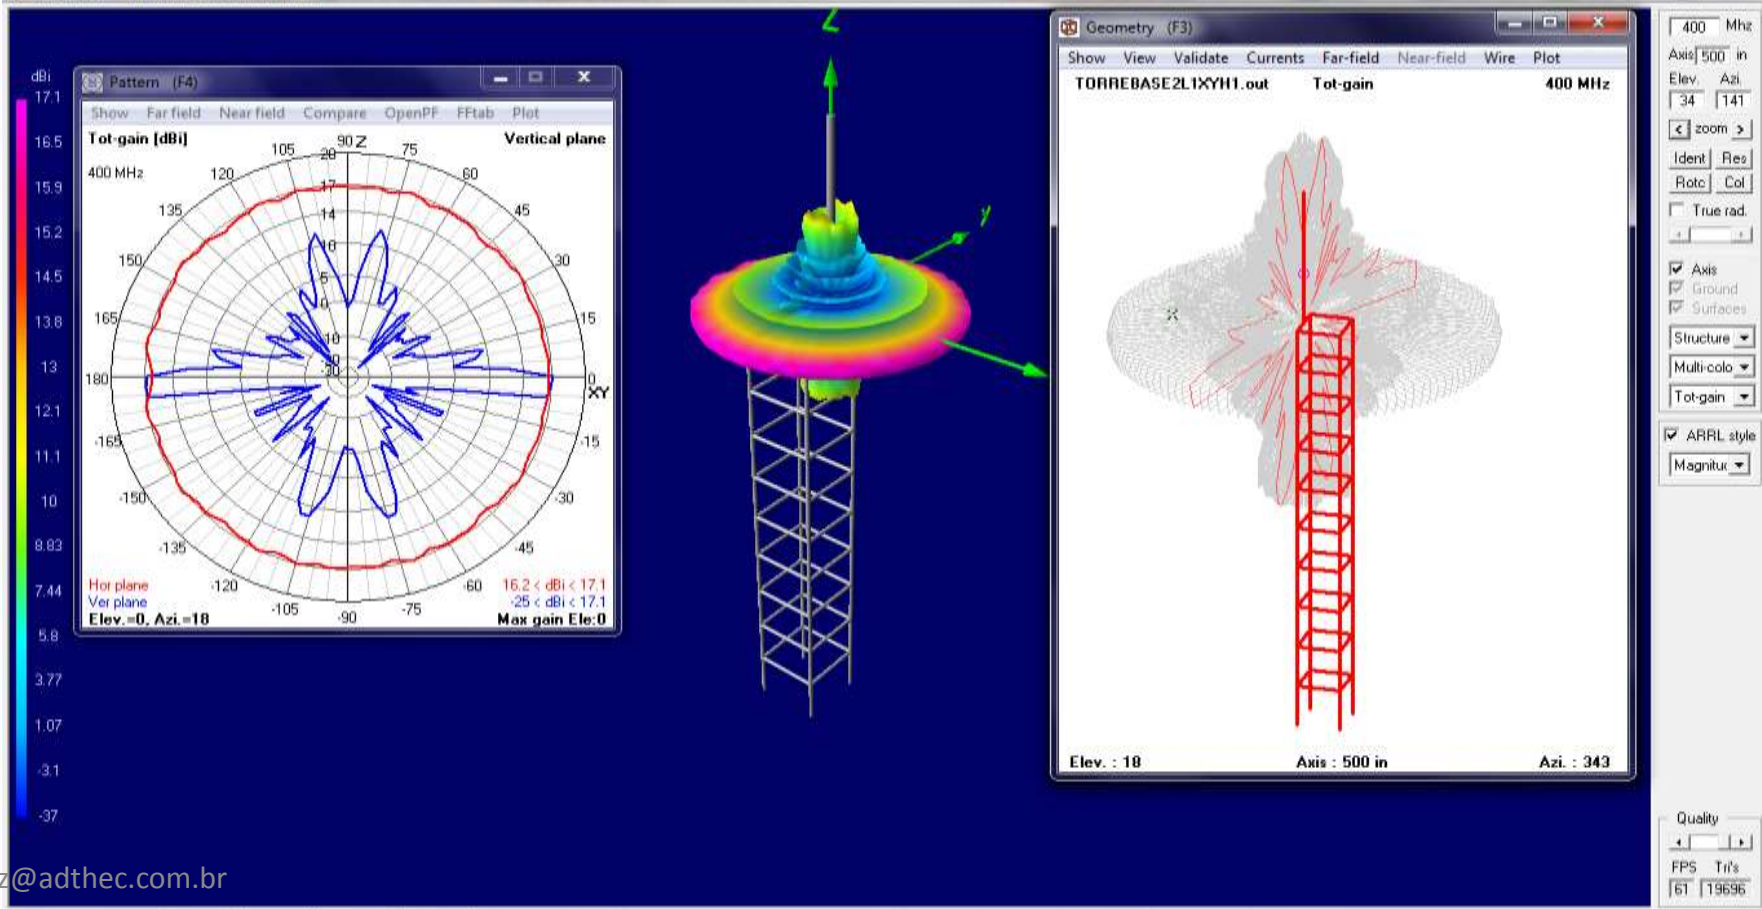 dBi
17.1
16.5
15.9
15.2
14.5
13.8
13
12.1
11.1
10
8.83
7.44
5.8
3.77
1.07
-3.1
-37
Pattern (F4)
Show Far field Near field Compare OpenPF FFtab Plot
Tot-gain [dBi]
Vertical plane
400 MHz
90 Z
105
75
120
60
135
45
150
30
165
15
180
0
XY
-165
-15
-150
-30
-135
-45
-120
-60
-105
-75
-90
20
17
14
10
5
0
Hor plane
16.2 < dBi < 17.1
Ver plane
-25 < dBi < 17.1
Elev.=0, Azi.=18
Max gain Ele:0
Z
y
Geometry (F3)
Show View Validate Currents Far-field Near-field Wire Plot
TORREBASE2L1XYH1.out Tot-gain 400 MHz
X
Elev. : 18 Axis : 500 in Azi. : 343
400 Mhz
Axis 500 in
Elev. Azi.
34 141
< zoom >
Ident Res
Rotc Col
True rad.
Axis
Ground
Surfaces
Structure
Multi-colo
Tot-gain
ARRL style
Magnitu
Quality
FPS Tri's
61 19696
z@adthec.com.br